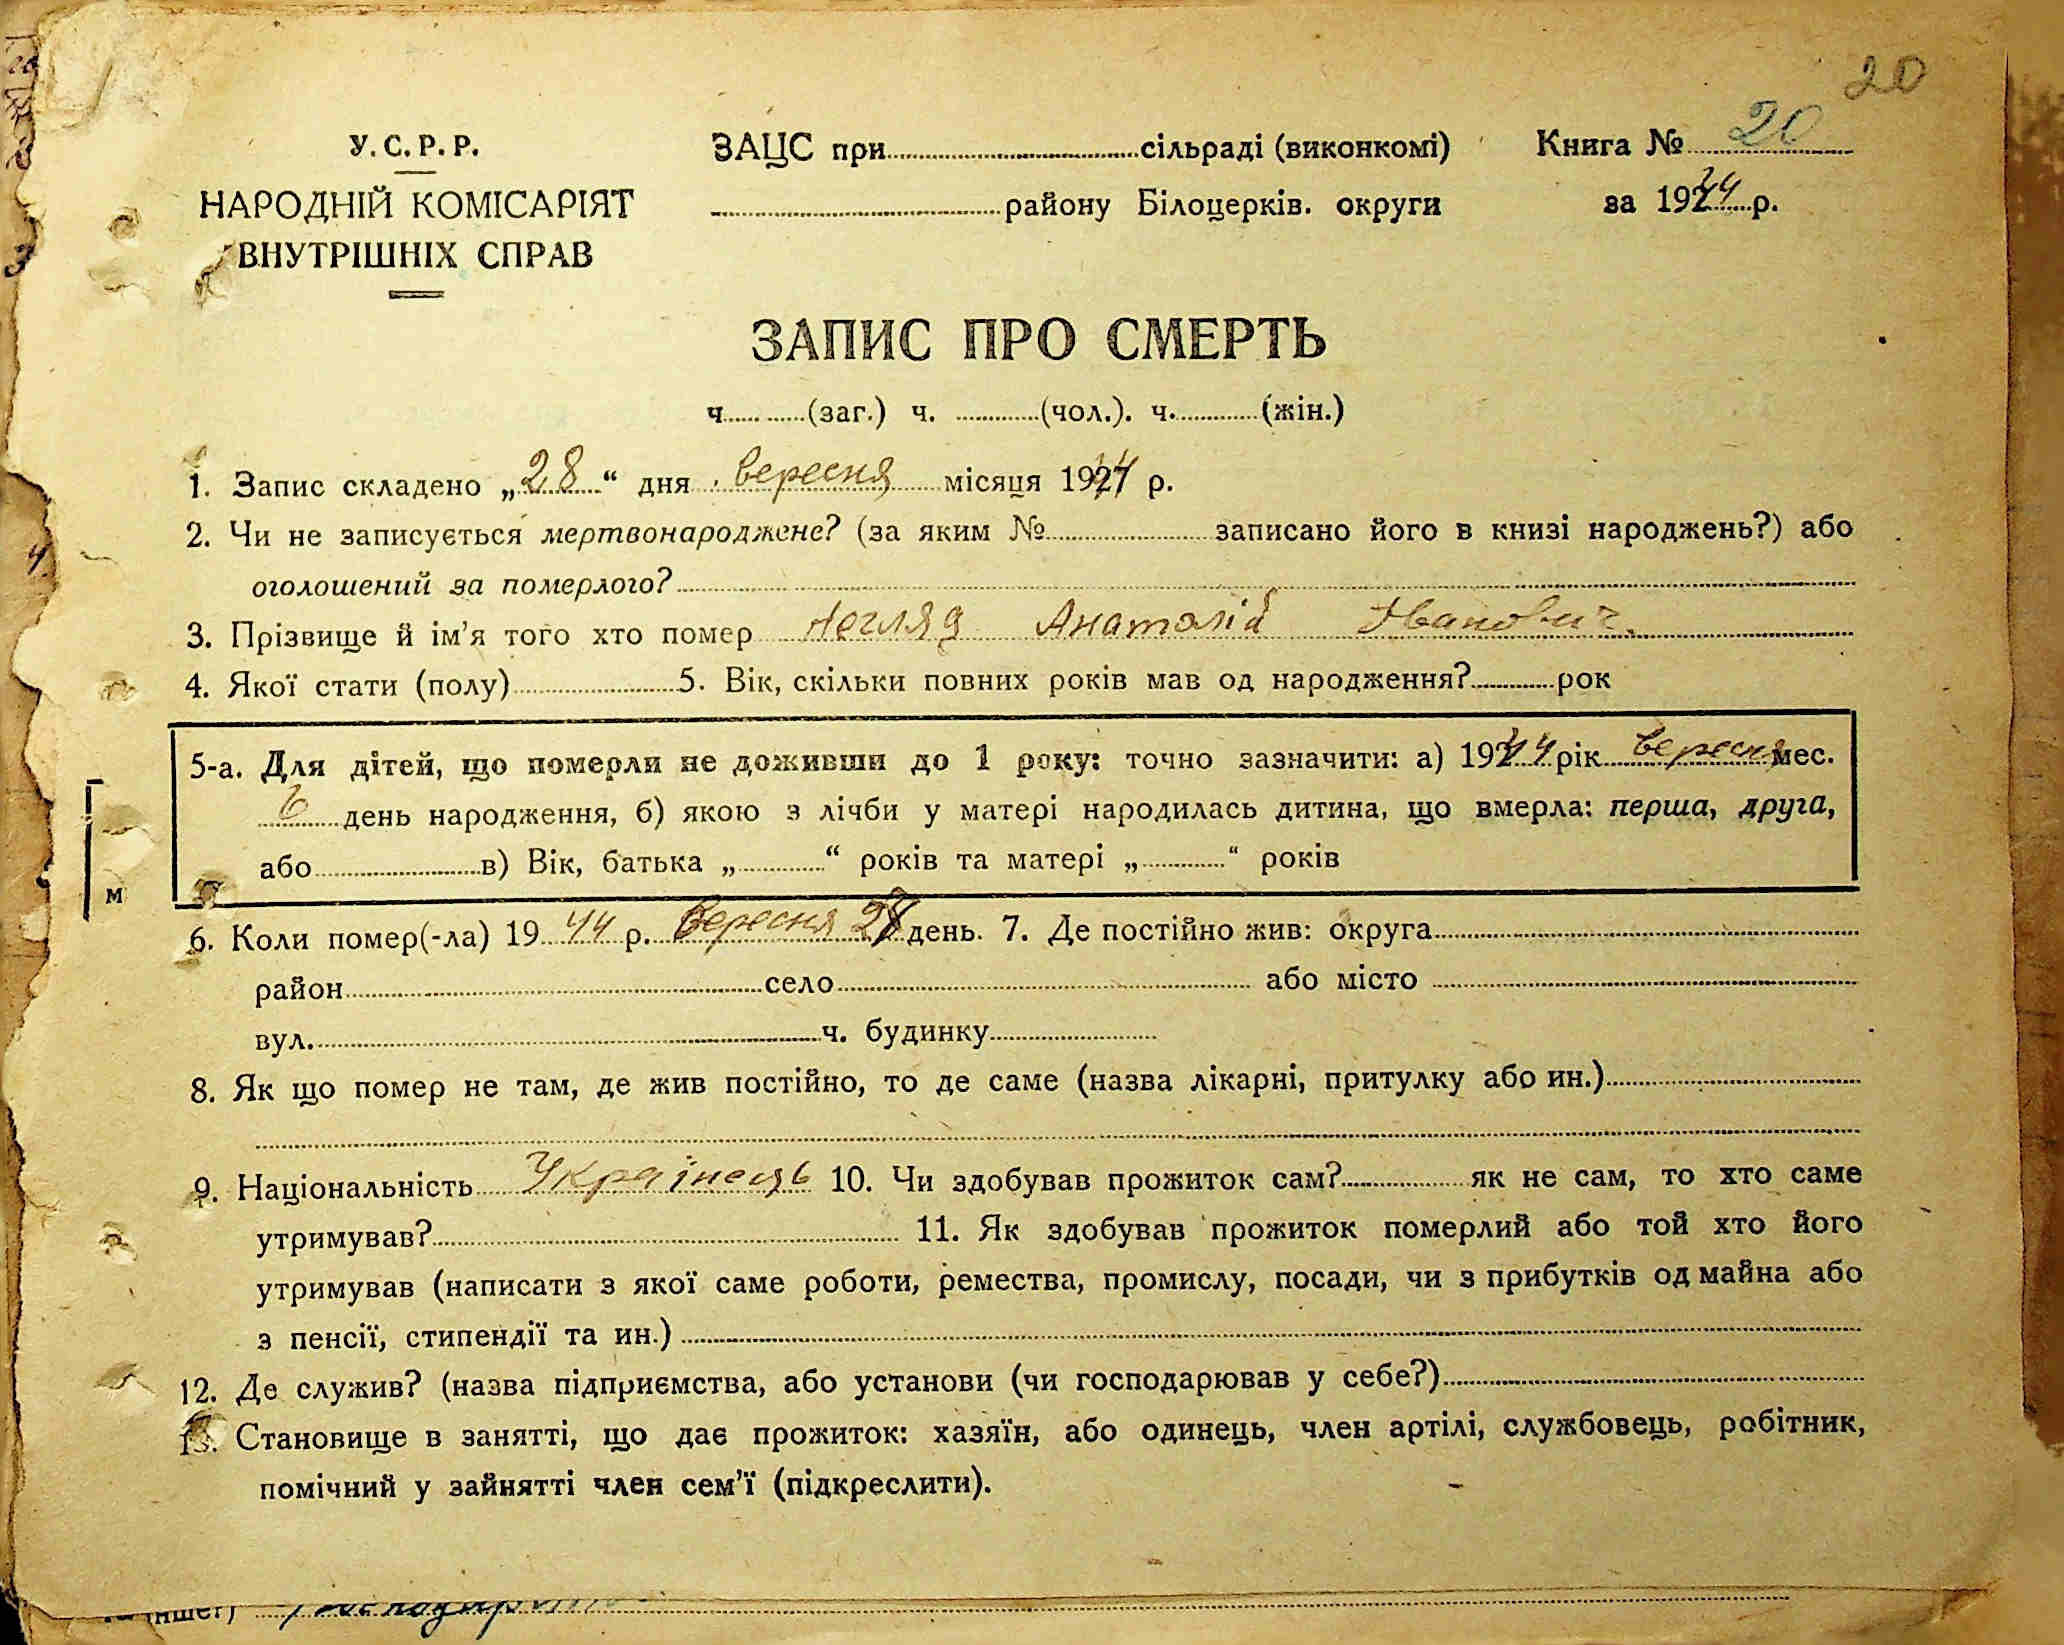 20
У.С.Р.Р.
НАРОДНІЙ КОМІСАРІЯТ
ВНУТРІШНІХ СПРАВ
ЗАЦС при сільраді (виконкомі)
району Білоцерків. округи
Книга № 20
за 1944 р.
ЗАПИС ПРО СМЕРТЬ
ч. (заг.) ч. (чол.). ч. (жін.)
1. Запис складено „28“ дня вересня місяця 1944 р.
2. Чи не записується мертвонароджене? (за яким № записано його в книзі народжень?) або
оголошений за померлого?
3. Прізвище й ім’я того хто помер Анатолій Іванович.
4. Якої стати (полу) 5. Вік, скільки повних років мав од народження? рок
5-а. Для дітей, що померли не доживши до 1 року: точно зазначити: а) 1944 рік вересня мес.
6 день народження, б) якою з лічби у матері народилась дитина, що вмерла: перша, друга,
або в) Вік, батька „ “ років та матері „ “ років
м
6. Коли помер(-ла) 1944 р. Вересня 28 день. 7. Де постійно жив: округа
район село або місто
вул. ч. будинку
8. Як що помер не там, де жив постійно, то де саме (назва лікарні, притулку або ин.)
9. Національність Українець 10. Чи здобував прожиток сам? як не сам, то хто саме
утримував? 11. Як здобував прожиток померлий або той хто його
утримував (написати з якої саме роботи, ремества, промислу, посади, чи з прибутків од майна або
з пенсії, стипендії та ин.)
12. Де служив? (назва підприємства, або установи (чи господарював у себе?)
13. Становище в занятті, що дає прожиток: хазяїн, або одинець, член артілі, службовець, робітник,
помічний у зайнятті член сем’ї (підкреслити).